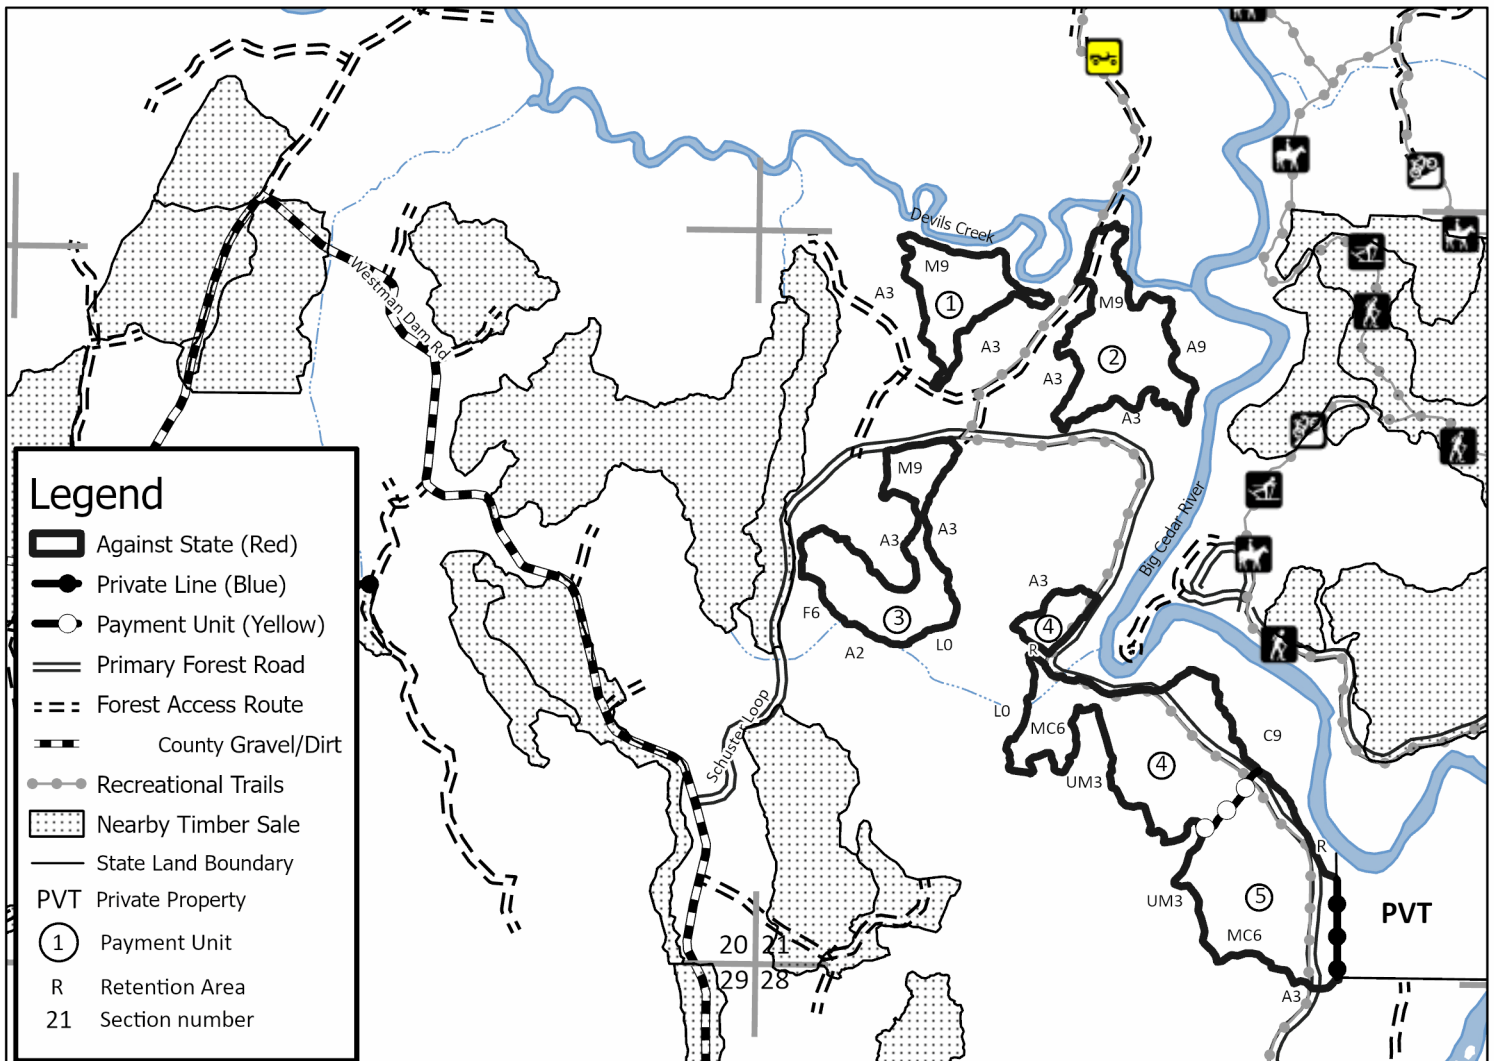 Devils Creek
M9
A3
1
M9
A3
2
A9
A3
A3
Westman Dam Rd
M9
A3
A3
Big Cedar River
A3
F6
3
4
A2
L0
R
L0
MC6
C9
UM3
4
Schuster Loop
R
UM3
5
MC6
PVT
A3
20 21
29 28
Legend
Against State (Red)
Private Line (Blue)
Payment Unit (Yellow)
Primary Forest Road
Forest Access Route
County Gravel/Dirt
Recreational Trails
Nearby Timber Sale
State Land Boundary
PVT Private Property
1 Payment Unit
R Retention Area
21 Section number